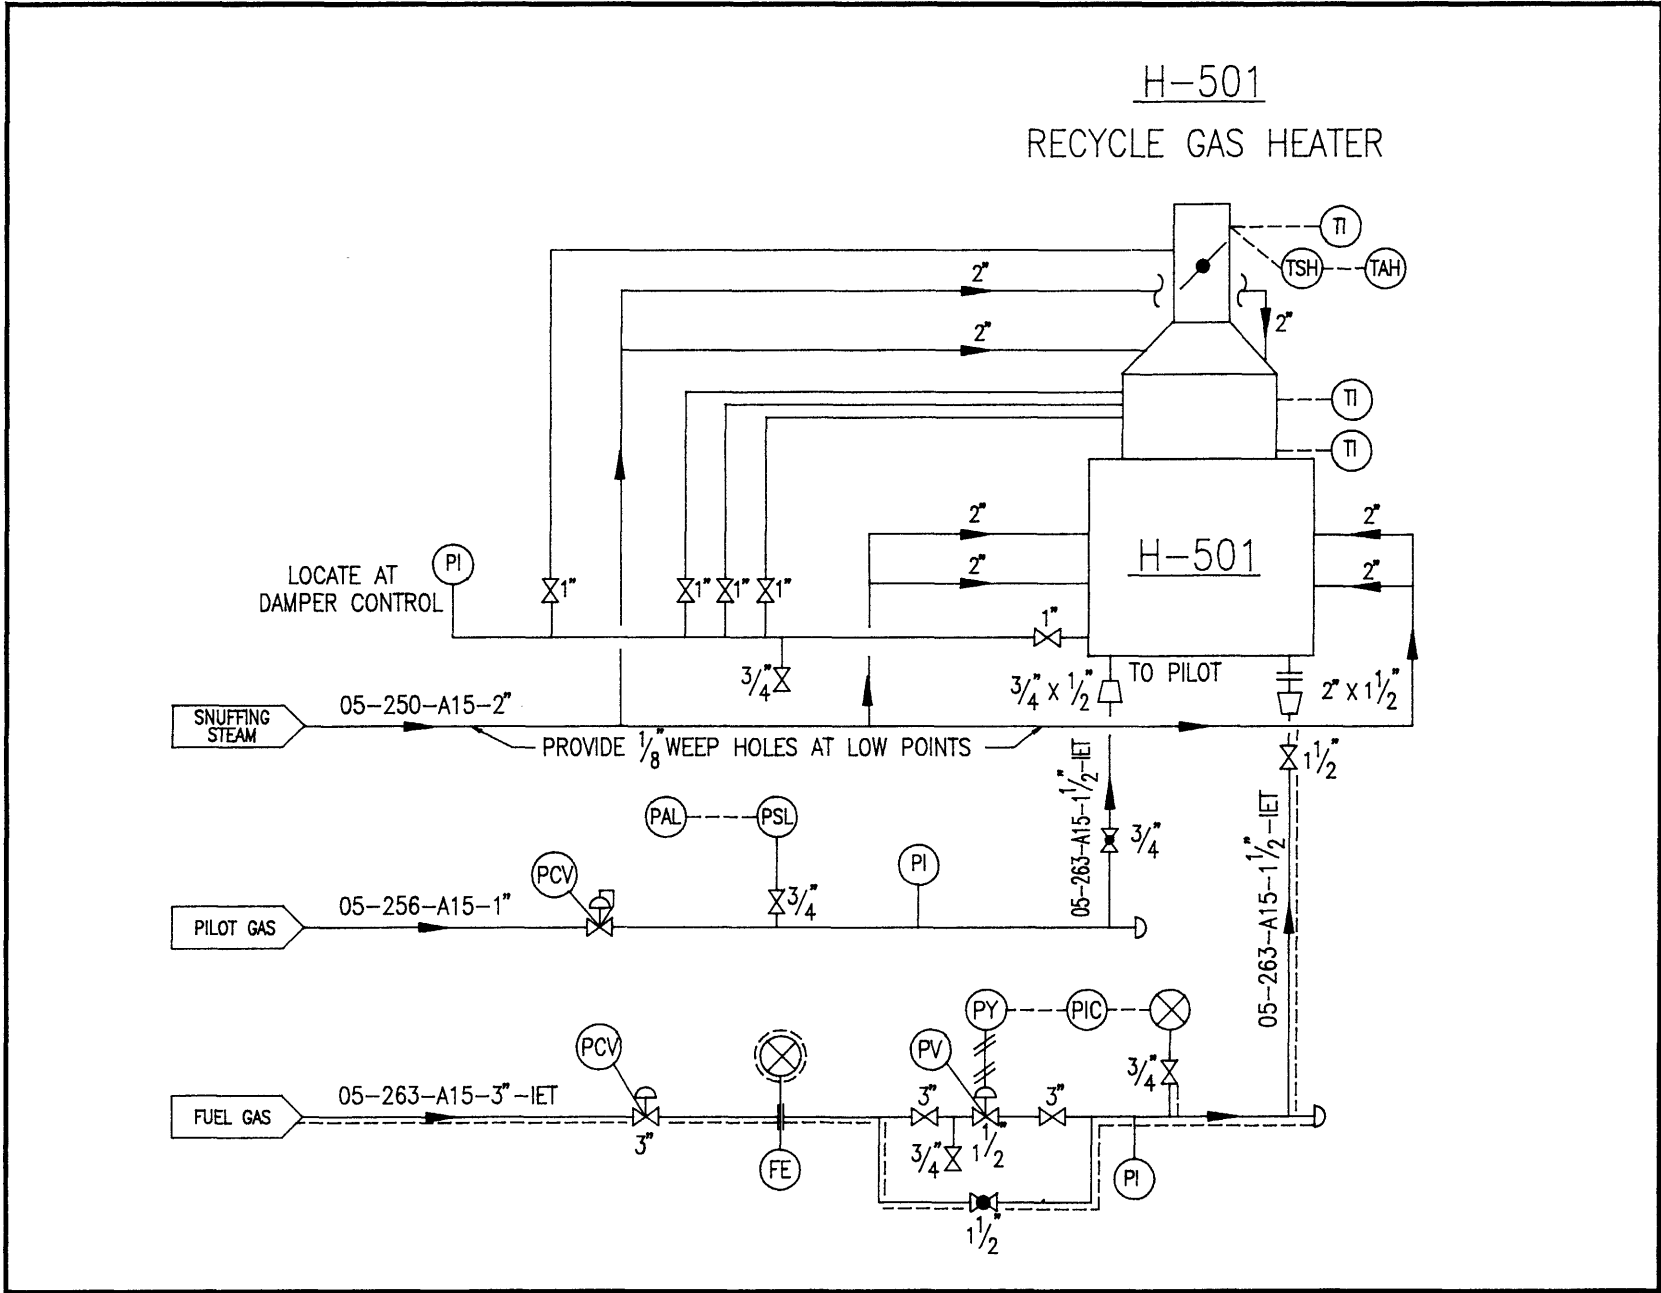 H-501
RECYCLE GAS HEATER
TI
TSH
TAH
2"
2"
2"
TI
TI
2"
2"
H-501
2"
2"
PI
LOCATE AT
DAMPER CONTROL
1"
1"
1"
1"
1"
3/4"
TO PILOT
3/4" X 1/2"
2" X 1 1/2"
SNUFFING
STEAM
05-250-A15-2"
PROVIDE 1/8" WEEP HOLES AT LOW POINTS
1 1/2"
05-263-A15-1 1/2"-IET
3/4"
05-263-A15-1 1/2"-IET
PAL
PSL
PCV
3/4"
PI
PILOT GAS
05-256-A15-1"
PY
PIC
PCV
PV
3/4"
FUEL GAS
05-263-A15-3"-IET
3"
3"
3"
3/4"
1/2"
FE
PI
1 1/2"